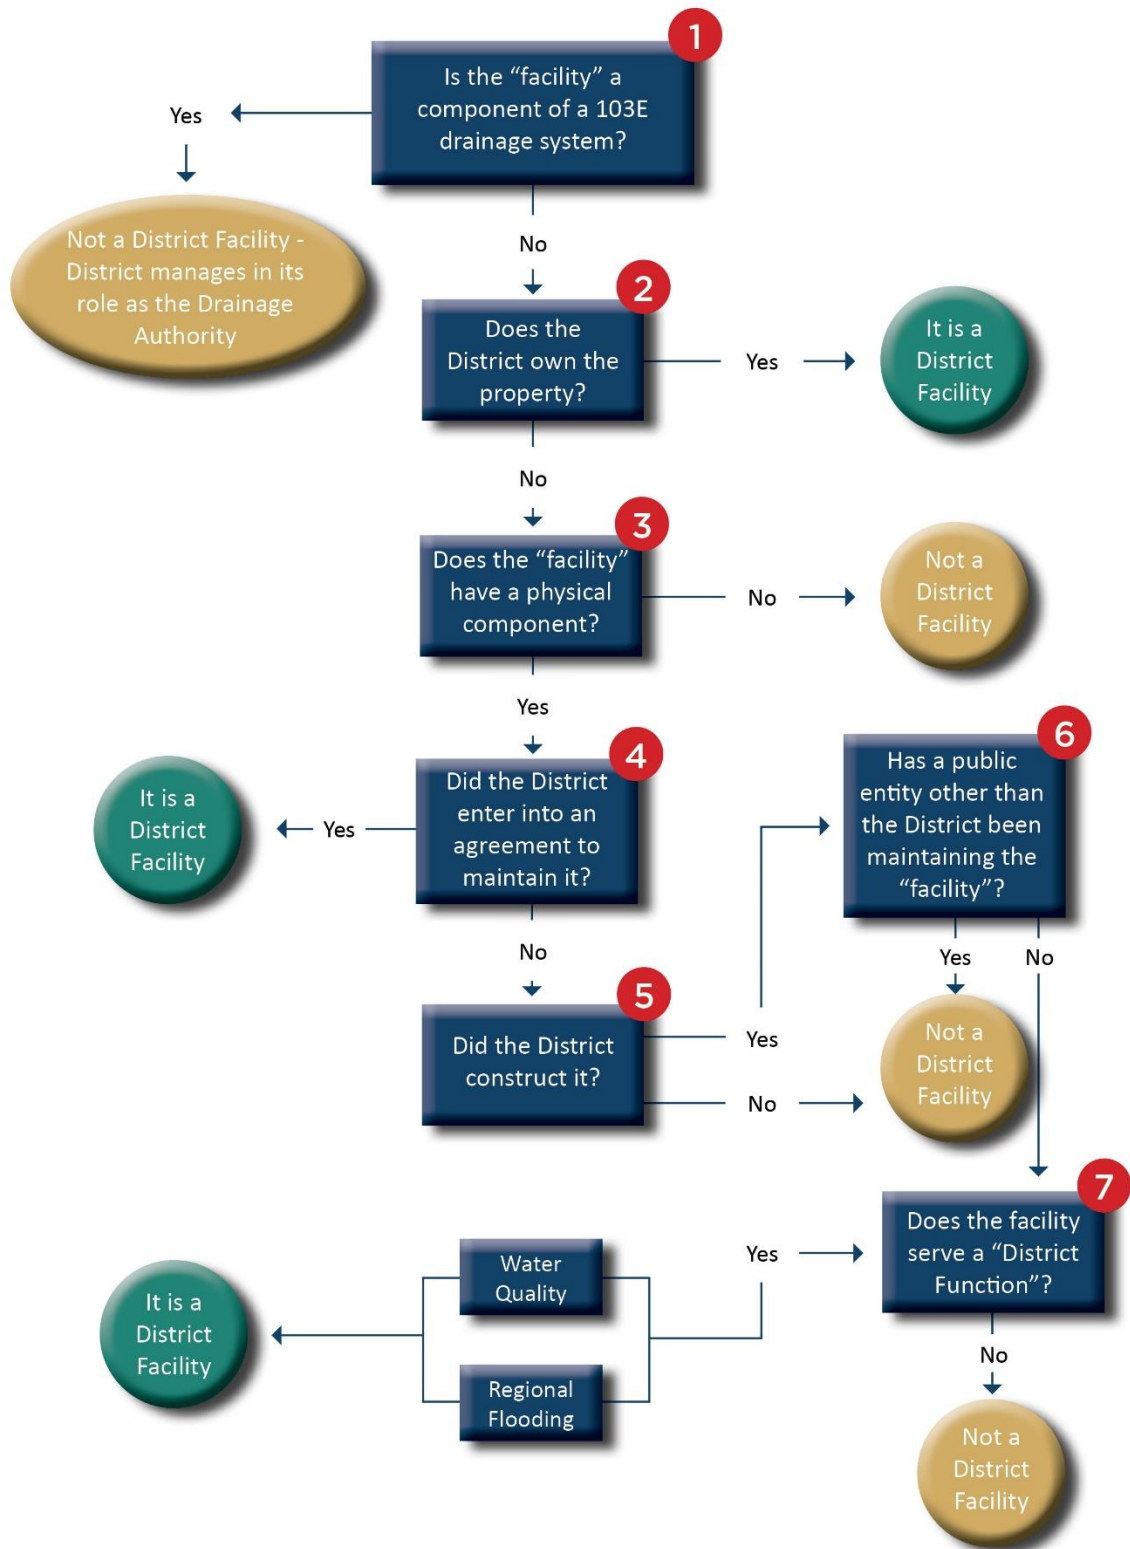 1
Is the “facility” a
component of a 103E
drainage system?
Yes
Not a District Facility -
District manages in its
role as the Drainage
Authority
No
2
Does the
District own the
property?
Yes
It is a
District
Facility
No
3
Does the “facility”
have a physical
component?
No
Not a
District
Facility
Yes
4
Did the District
enter into an
agreement to
maintain it?
Yes
It is a
District
Facility
No
5
Did the District
construct it?
Yes
No
6
Has a public
entity other than
the District been
maintaining the
“facility”?
Yes
No
Not a
District
Facility
7
Does the facility
serve a “District
Function”?
Yes
Water
Quality
Regional
Flooding
It is a
District
Facility
No
Not a
District
Facility